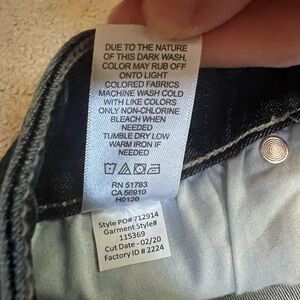 DUE TO THE NATURE
OF THIS DARK WASH,
COLOR MAY RUB OFF
ONTO LIGHT
COLORED FABRICS
MACHINE WASH COLD
WITH LIKE COLORS
ONLY NON-CHLORINE
BLEACH WHEN
NEEDED
TUMBLE DRY LOW
WARM IRON IF
NEEDED
RN 51783
CA 56910
H0120
Style PO# 712914
Garment Style#
115369
Cut Date - 02/20
Factory ID # 2224